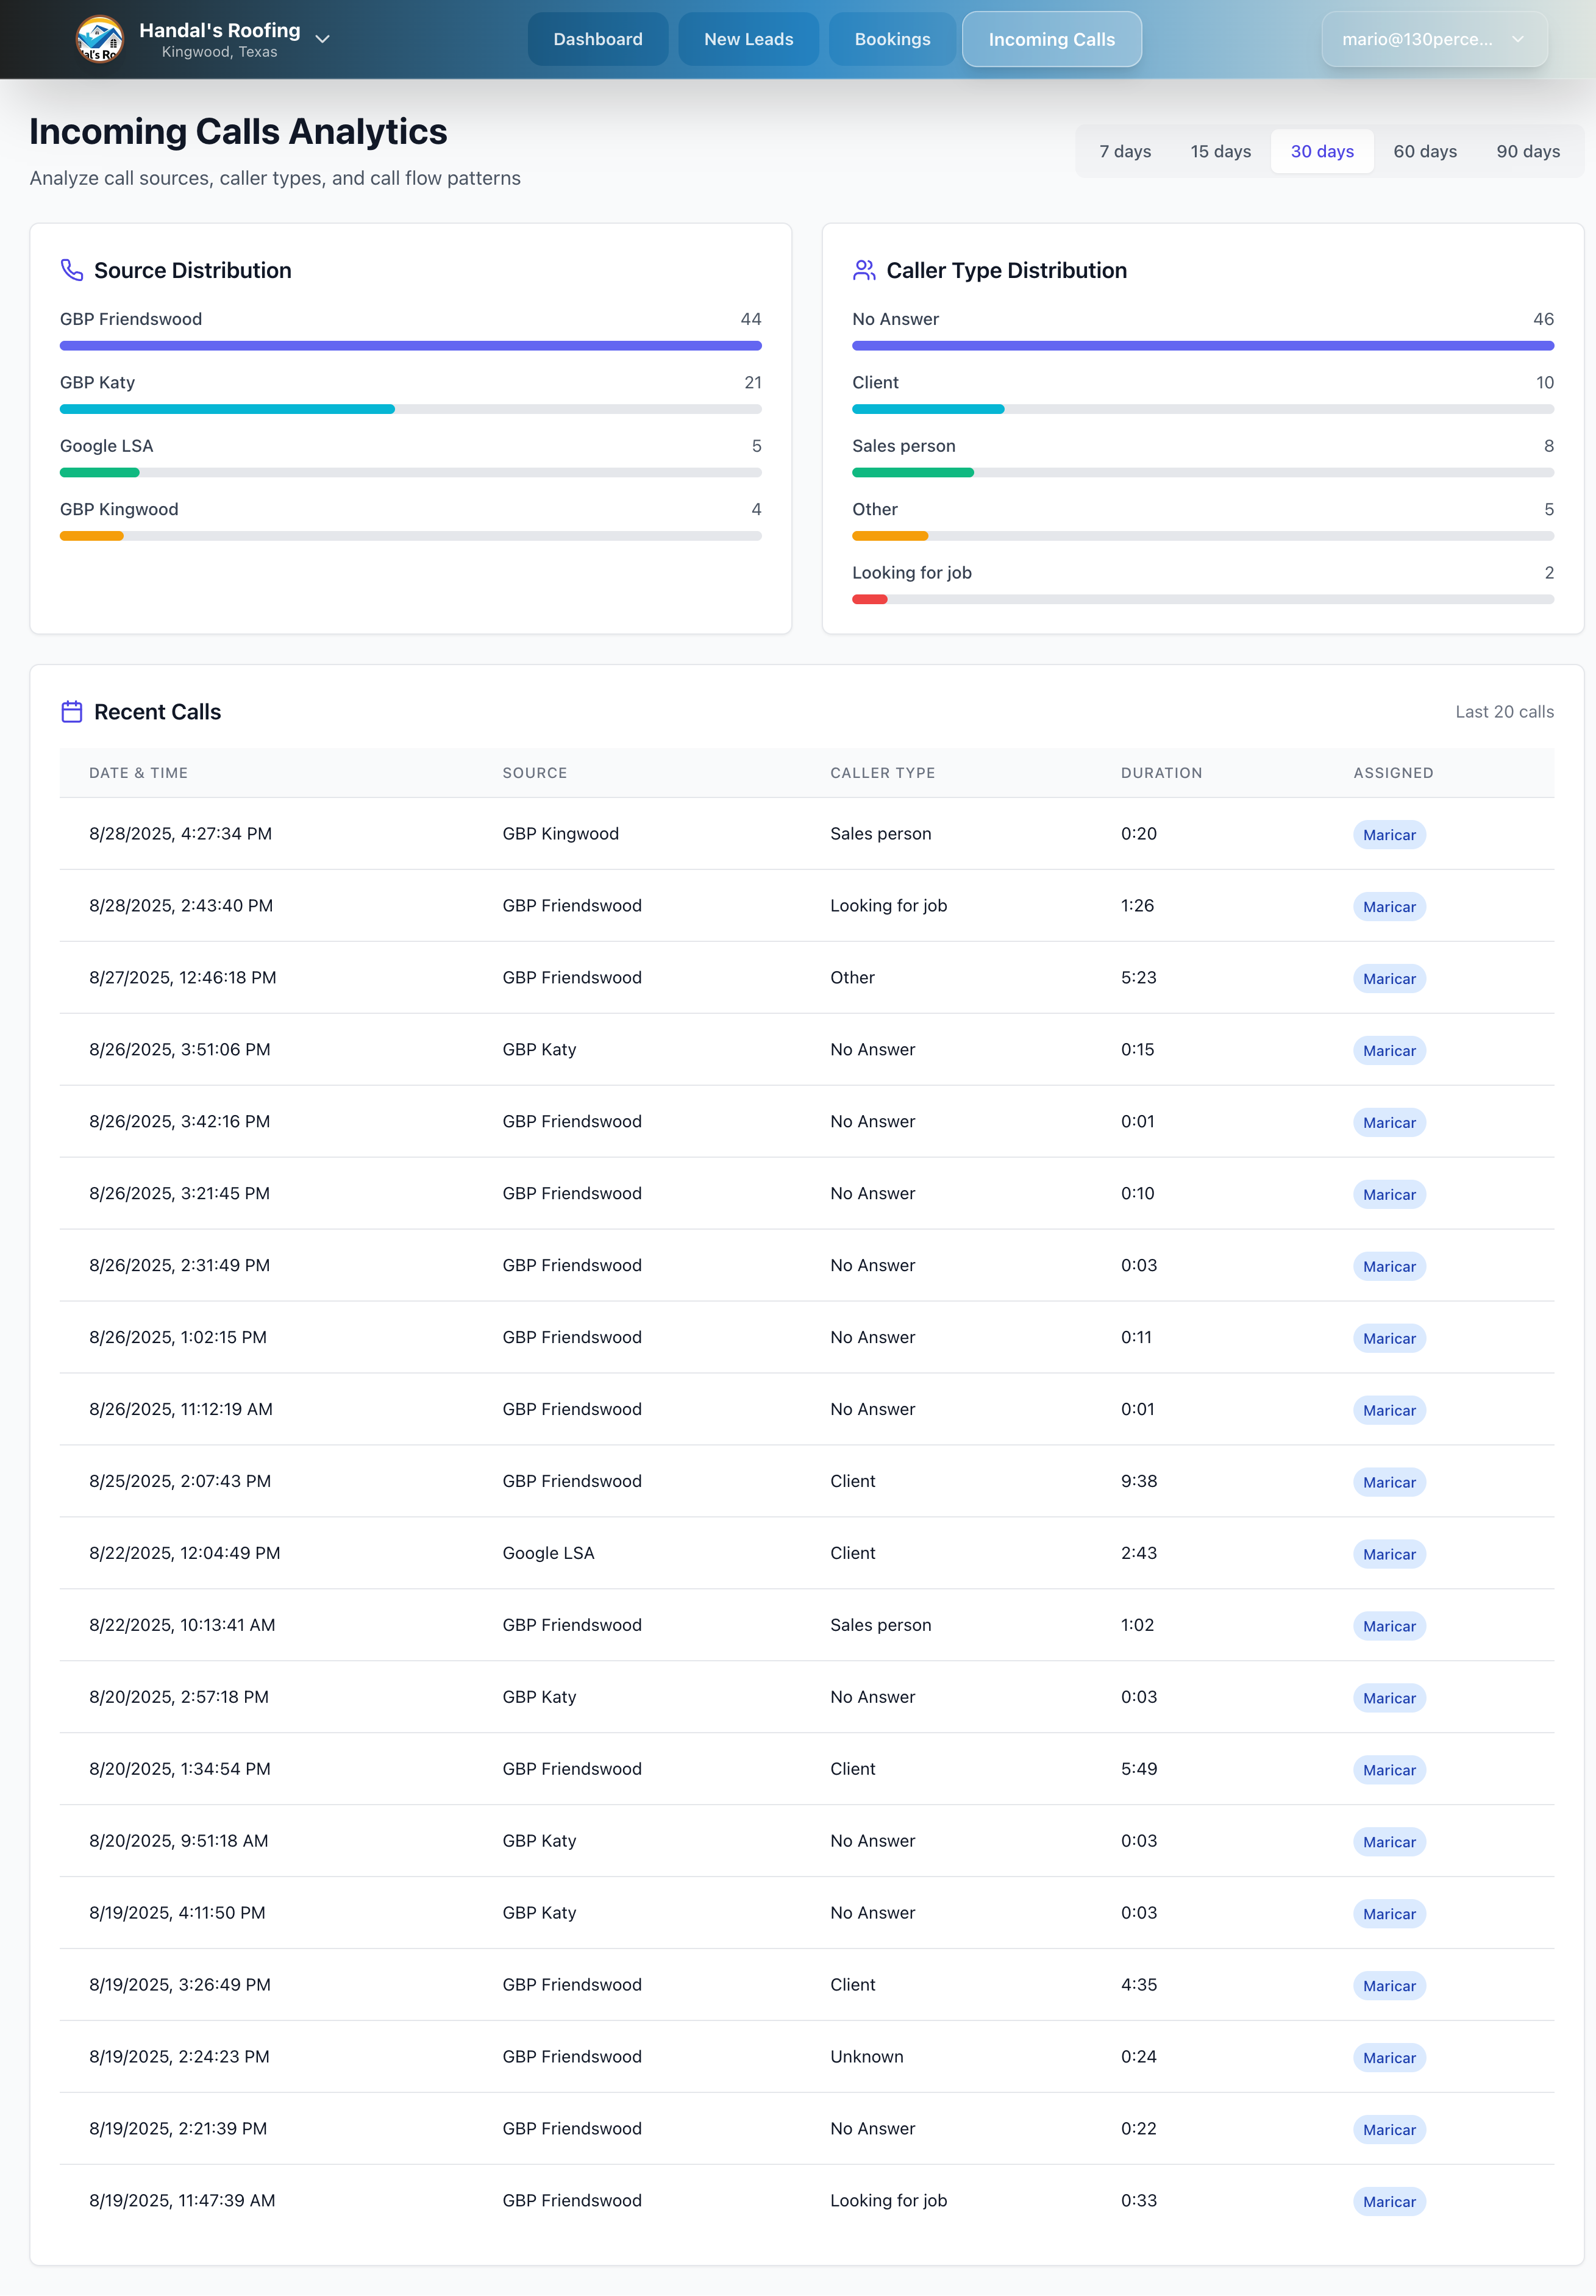 Handal's Roofing
Kingwood, Texas
Dashboard
New Leads
Bookings
Incoming Calls
mario@130perce...
Incoming Calls Analytics
Analyze call sources, caller types, and call flow patterns
7 days
15 days
30 days
60 days
90 days
Source Distribution
GBP Friendswood 44
GBP Katy 21
Google LSA 5
GBP Kingwood 4
Caller Type Distribution
No Answer 46
Client 10
Sales person 8
Other 5
Looking for job 2
Recent Calls
Last 20 calls
DATE & TIME SOURCE CALLER TYPE DURATION ASSIGNED
8/28/2025, 4:27:34 PM GBP Kingwood Sales person 0:20 Maricar
8/28/2025, 2:43:40 PM GBP Friendswood Looking for job 1:26 Maricar
8/27/2025, 12:46:18 PM GBP Friendswood Other 5:23 Maricar
8/26/2025, 3:51:06 PM GBP Katy No Answer 0:15 Maricar
8/26/2025, 3:42:16 PM GBP Friendswood No Answer 0:01 Maricar
8/26/2025, 3:21:45 PM GBP Friendswood No Answer 0:10 Maricar
8/26/2025, 2:31:49 PM GBP Friendswood No Answer 0:03 Maricar
8/26/2025, 1:02:15 PM GBP Friendswood No Answer 0:11 Maricar
8/26/2025, 11:12:19 AM GBP Friendswood No Answer 0:01 Maricar
8/25/2025, 2:07:43 PM GBP Friendswood Client 9:38 Maricar
8/22/2025, 12:04:49 PM Google LSA Client 2:43 Maricar
8/22/2025, 10:13:41 AM GBP Friendswood Sales person 1:02 Maricar
8/20/2025, 2:57:18 PM GBP Katy No Answer 0:03 Maricar
8/20/2025, 1:34:54 PM GBP Friendswood Client 5:49 Maricar
8/20/2025, 9:51:18 AM GBP Katy No Answer 0:03 Maricar
8/19/2025, 4:11:50 PM GBP Katy No Answer 0:03 Maricar
8/19/2025, 3:26:49 PM GBP Friendswood Client 4:35 Maricar
8/19/2025, 2:24:23 PM GBP Friendswood Unknown 0:24 Maricar
8/19/2025, 2:21:39 PM GBP Friendswood No Answer 0:22 Maricar
8/19/2025, 11:47:39 AM GBP Friendswood Looking for job 0:33 Maricar